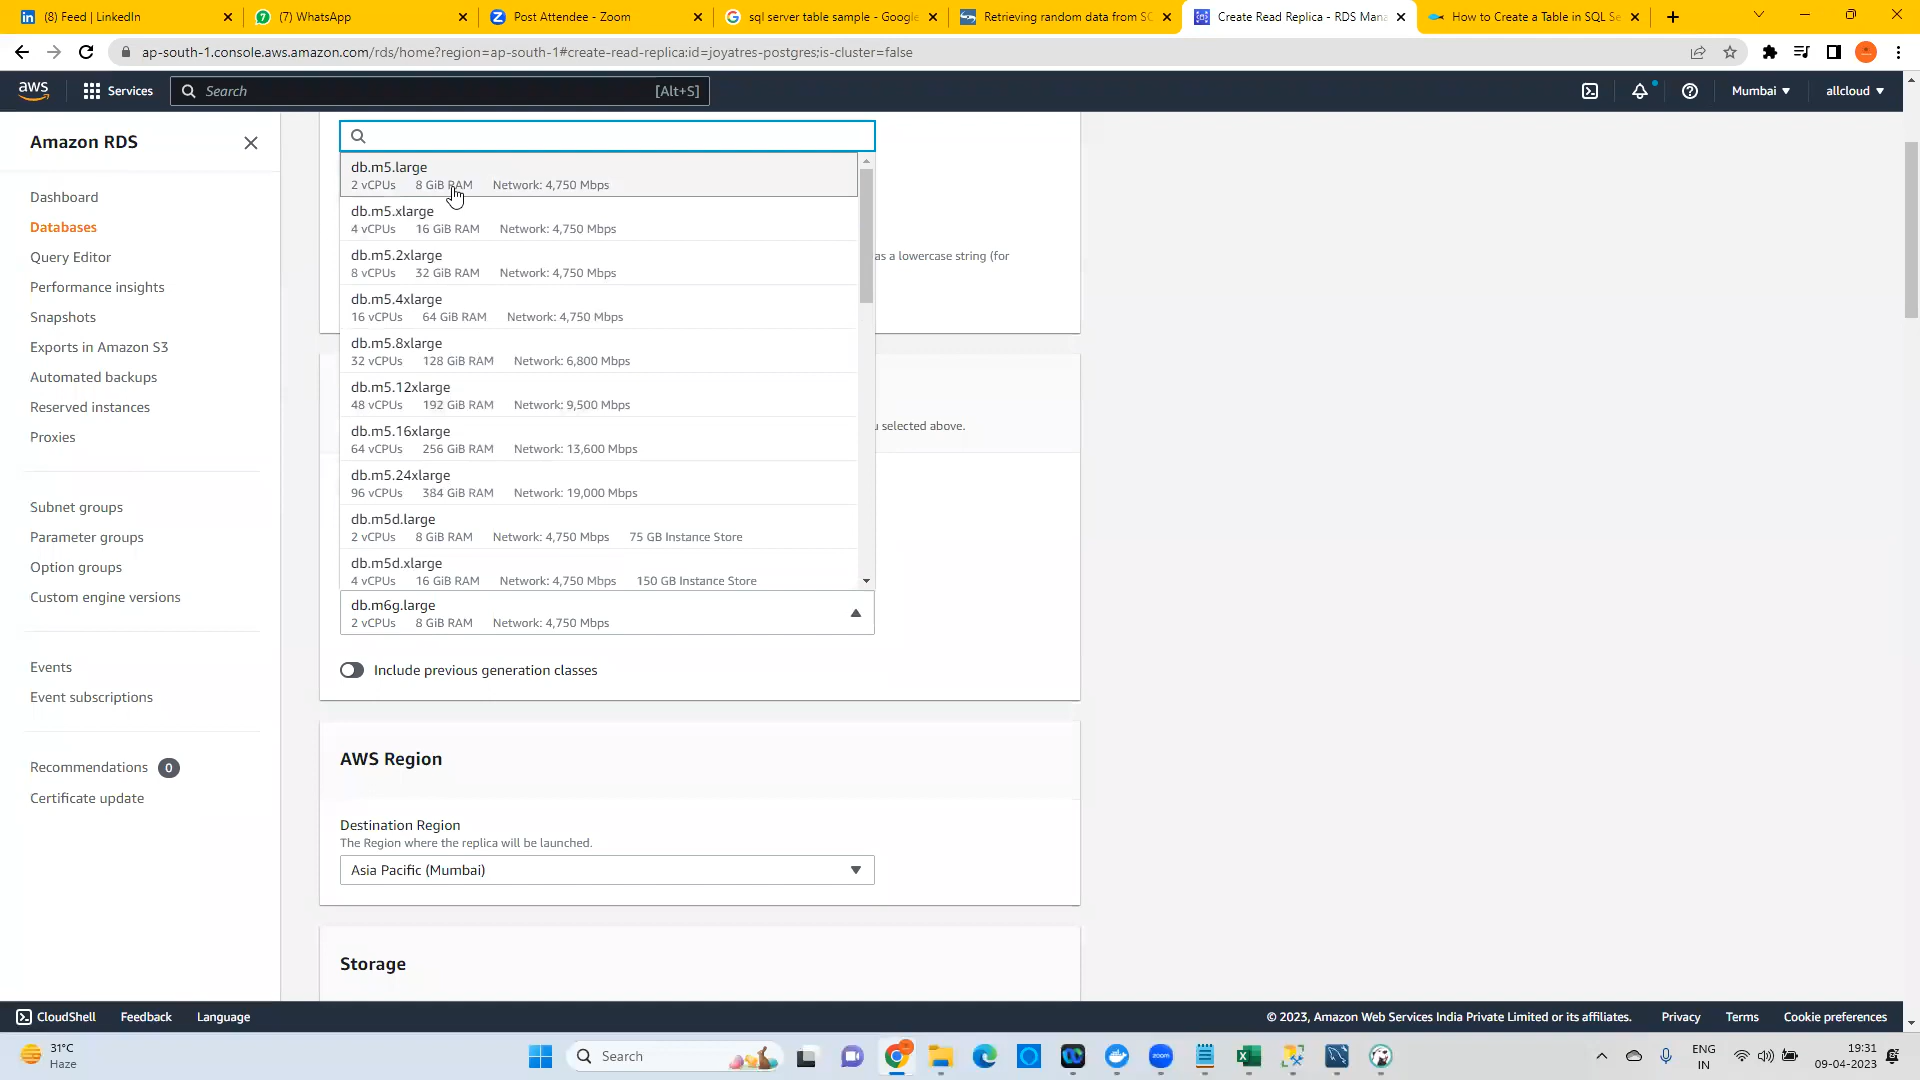 (8) Feed | LinkedIn
(7) WhatsApp
Post Attendee - Zoom
sql server table sample - Google
Retrieving random data from SC
Create Read Replica - RDS Mana
How to Create a Table in SQL Se
ap-south-1.console.aws.amazon.com/rds/home?region=ap-south-1#create-read-replica:id=joyatres-postgres;is-cluster=false
aws
Services
Search
[Alt+S]
Mumbai
allcloud
Amazon RDS
Dashboard
Databases
Query Editor
Performance insights
Snapshots
Exports in Amazon S3
Automated backups
Reserved instances
Proxies
Subnet groups
Parameter groups
Option groups
Custom engine versions
Events
Event subscriptions
Recommendations 0
Certificate update
db.m5.large
2 vCPUs 8 GiB RAM Network: 4,750 Mbps
db.m5.xlarge
4 vCPUs 16 GiB RAM Network: 4,750 Mbps
as a lowercase string (for
db.m5.2xlarge
8 vCPUs 32 GiB RAM Network: 4,750 Mbps
db.m5.4xlarge
16 vCPUs 64 GiB RAM Network: 4,750 Mbps
db.m5.8xlarge
32 vCPUs 128 GiB RAM Network: 6,800 Mbps
db.m5.12xlarge
48 vCPUs 192 GiB RAM Network: 9,500 Mbps
selected above.
db.m5.16xlarge
64 vCPUs 256 GiB RAM Network: 13,600 Mbps
db.m5.24xlarge
96 vCPUs 384 GiB RAM Network: 19,000 Mbps
db.m5d.large
2 vCPUs 8 GiB RAM Network: 4,750 Mbps 75 GB Instance Store
db.m5d.xlarge
4 vCPUs 16 GiB RAM Network: 4,750 Mbps 150 GB Instance Store
db.m6g.large
2 vCPUs 8 GiB RAM Network: 4,750 Mbps
Include previous generation classes
AWS Region
Destination Region
The Region where the replica will be launched.
Asia Pacific (Mumbai)
Storage
CloudShell
Feedback
Language
© 2023, Amazon Web Services India Private Limited or its affiliates.
Privacy
Terms
Cookie preferences
31°C
Haze
Search
ENG
IN
19:31
09-04-2023